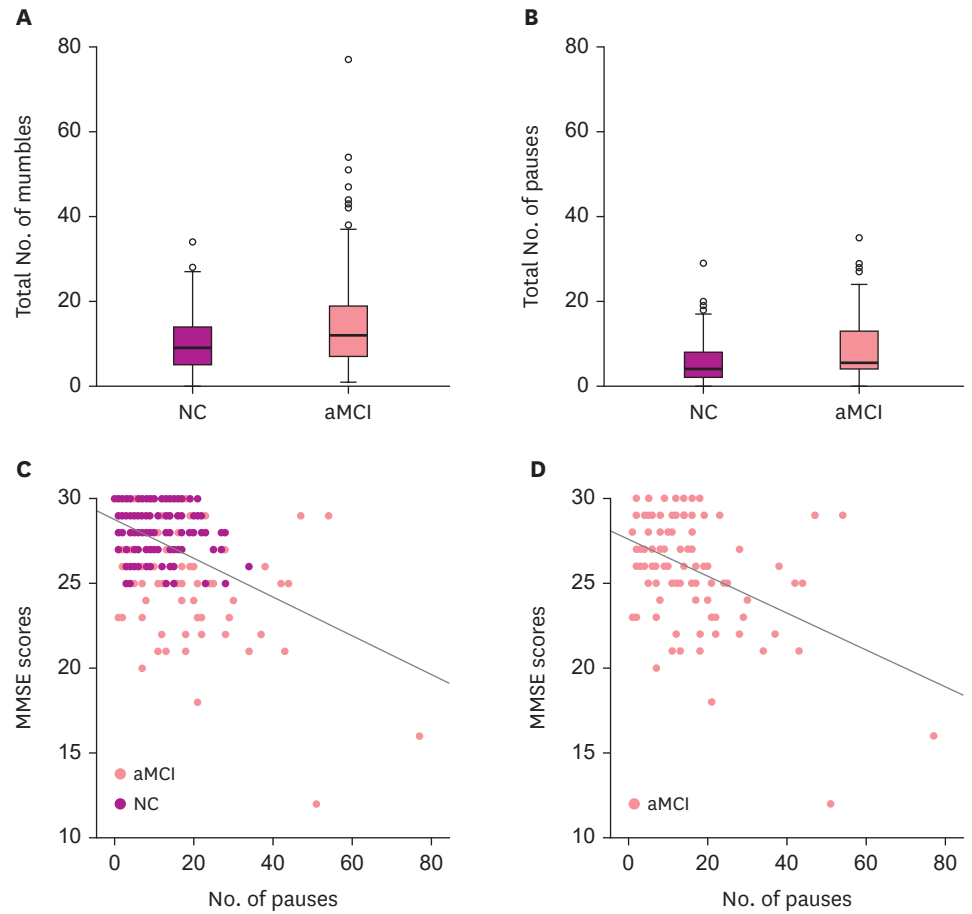 A
80
60
40
20
0
Total No. of mumbles
NC
aMCI
B
80
60
40
20
0
Total No. of pauses
NC
aMCI
C
30
25
20
15
10
MMSE scores
aMCI
NC
0
20
40
60
80
No. of pauses
D
30
25
20
15
10
MMSE scores
aMCI
0
20
40
60
80
No. of pauses